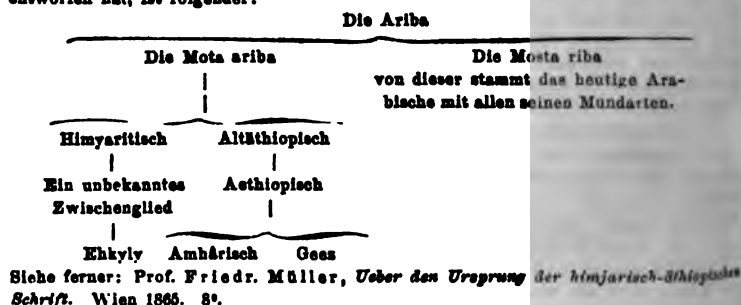 entworfen hat, ist folgender:
Die Ariba
Die Mota ariba Die Mosta riba
von dieser stammt das heutige Ara-
bische mit allen seinen Mundarten.
Himyaritisch Altäthiopisch
Ein unbekanntes Aethiopisch
Zwischenglied
Ehkyly Amhârisch Gees
Siehe ferner: Prof. Friedr. Müller, Ueber den Ursprung der himjarisch-äthiopischen
Schrift. Wien 1865. 8°.